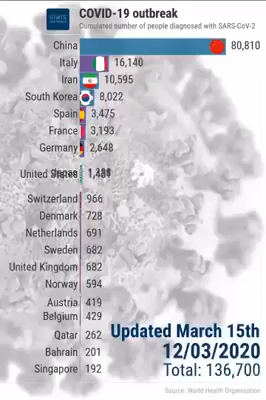 COVID-19 outbreak
Cumulated number of people diagnosed with SARS-CoV-2
China 80,810
Italy 16,140
Iran 10,595
South Korea 8,022
Spain 3,475
France 3,193
Germany 2,648
Switzerland 966
Denmark 728
Networks 691
Sweden 682
United Kingdom 682
Norway 594
Austria 419
Belgium 429
Qatar 262
Bahrain 201
Singapore 192
Updated March 15th
12/03/2020
Total: 136,700
Source: World Health Organisation